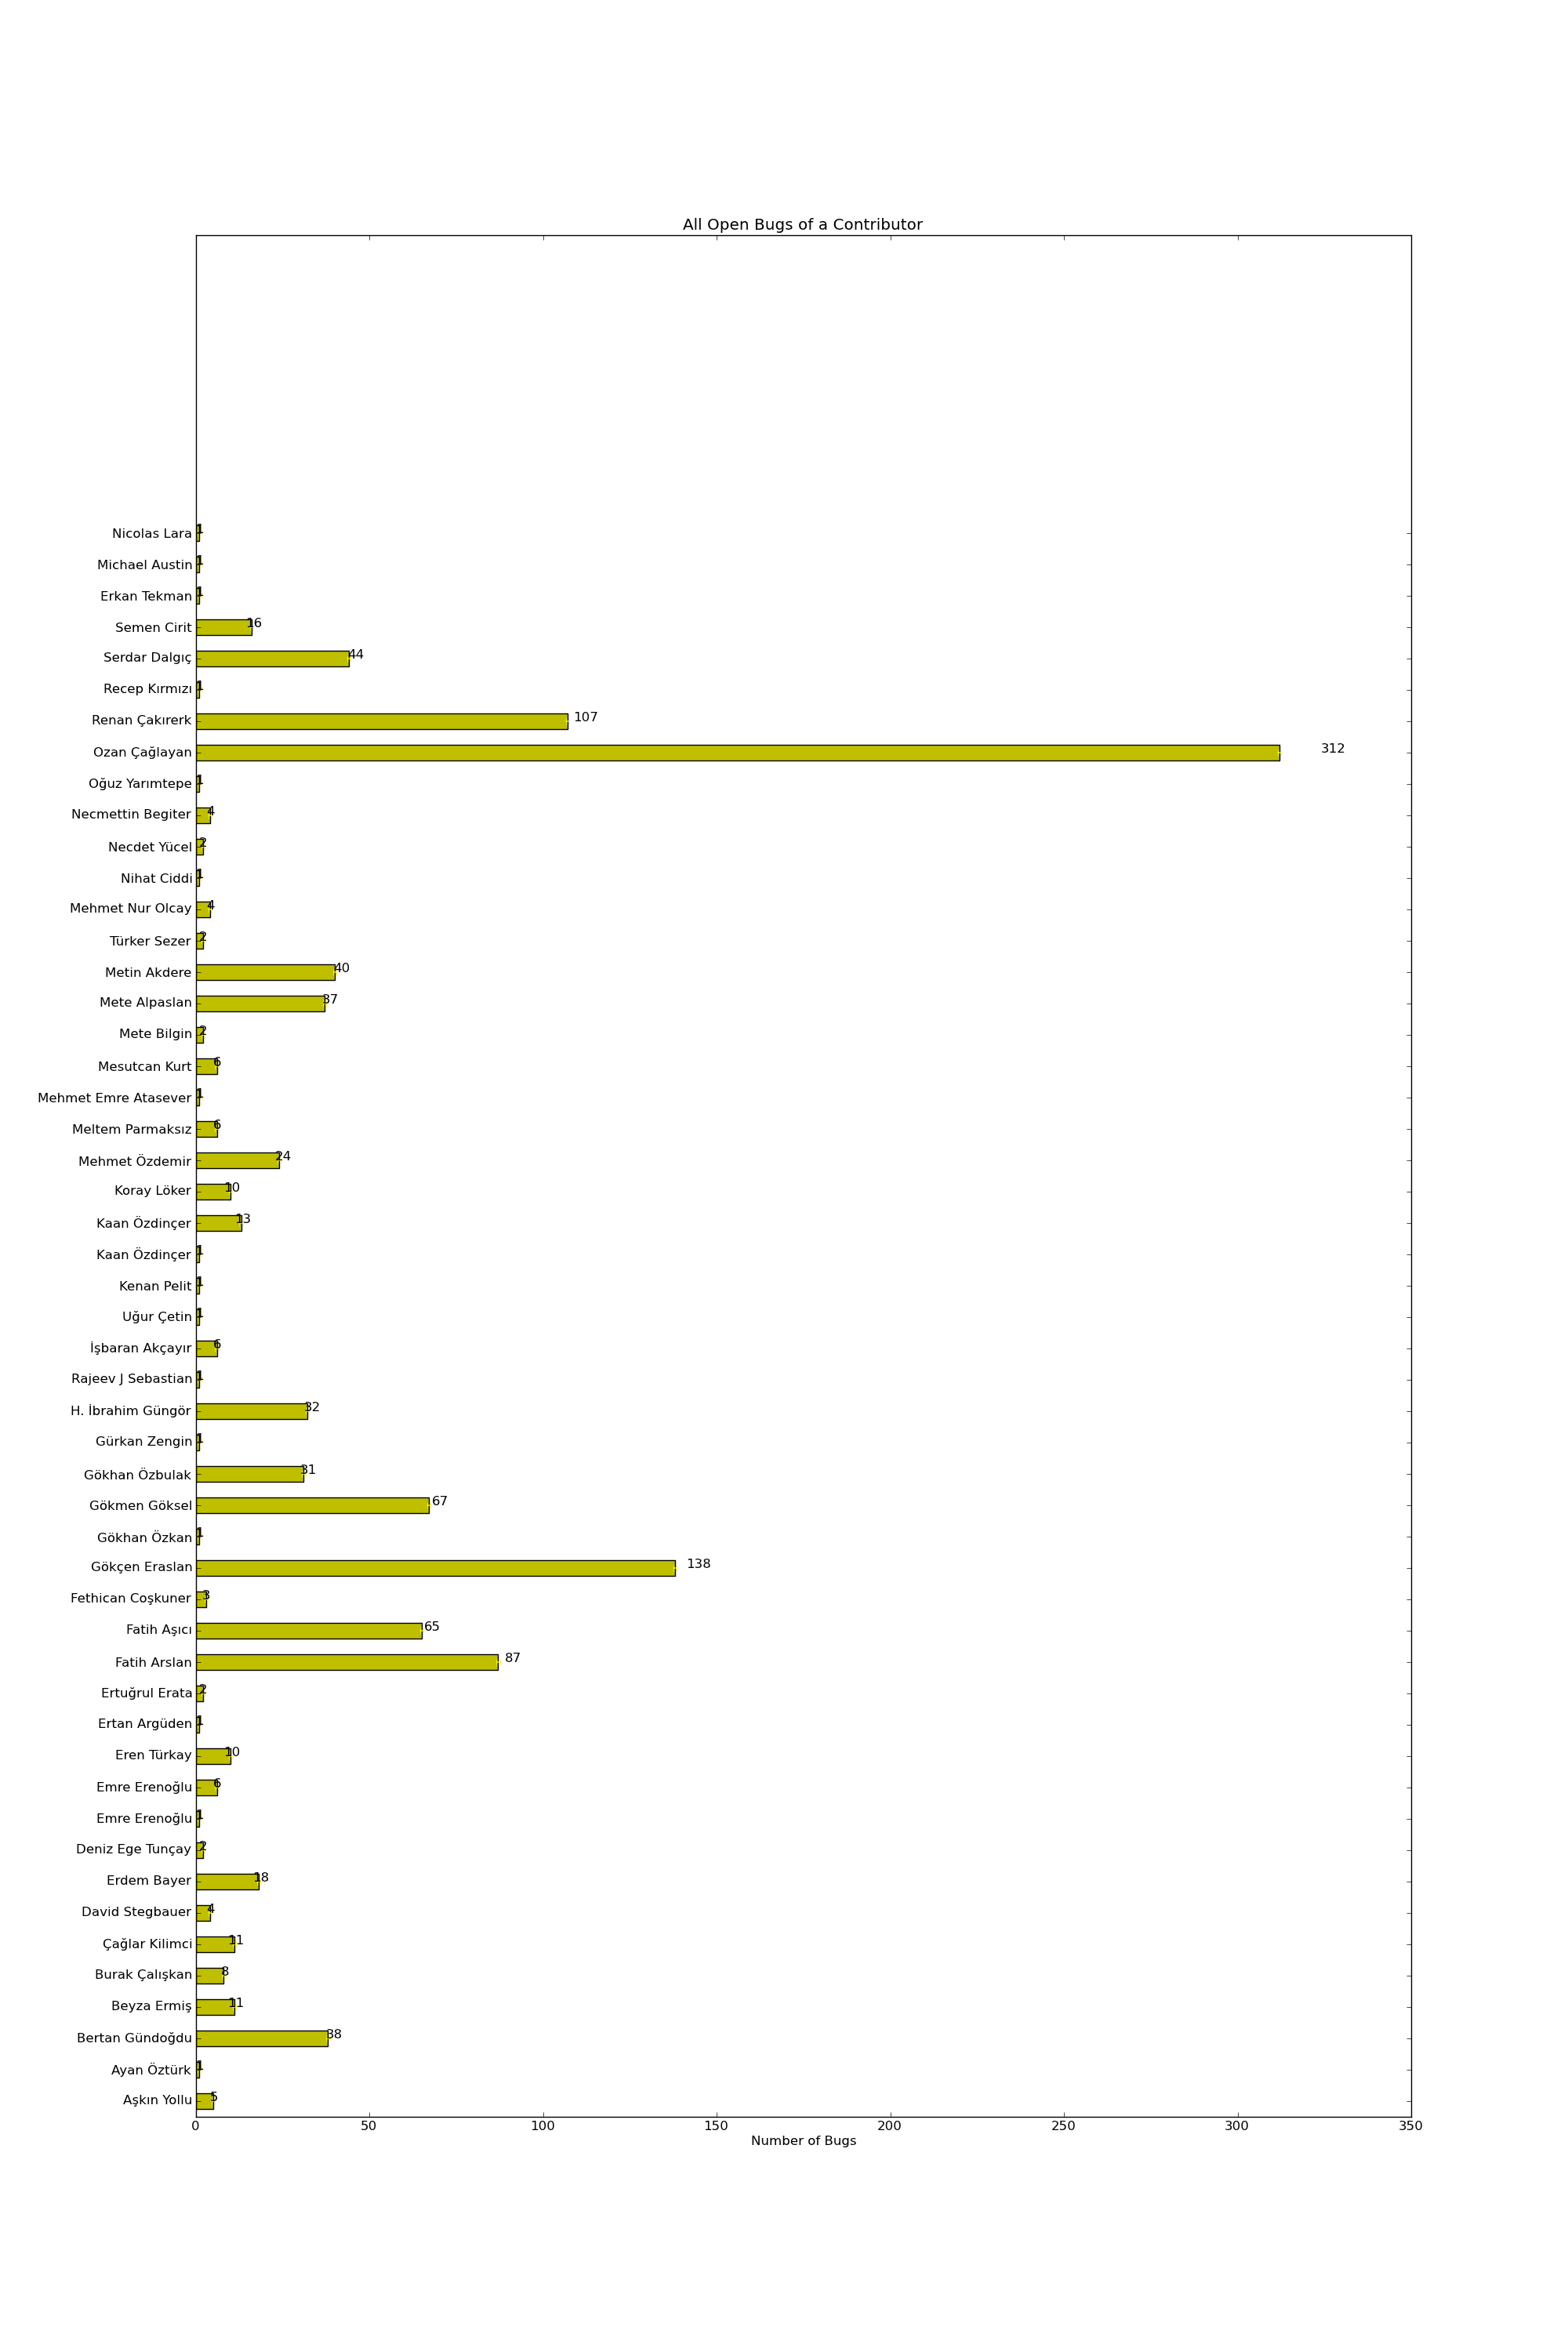 All Open Bugs of a Contributor
Nicolas Lara 1
Michael Austin 1
Erkan Tekman 1
Semen Cirit 16
Serdar Dalgıç 44
Recep Kırmızı 1
Renan Çakırerk 107
Ozan Çağlayan 312
Oğuz Yarımtepe 1
Necmettin Begiter 4
Necdet Yücel 2
Nihat Ciddi 1
Mehmet Nur Olcay 4
Türker Sezer 2
Metin Akdere 40
Mete Alpaslan 37
Mete Bilgin 2
Mesutcan Kurt 6
Mehmet Emre Atasever 1
Meltem Parmaksız 6
Mehmet Özdemir 24
Koray Löker 10
Kaan Özdinçer 13
Kaan Özdinçer 1
Kenan Pelit 1
Uğur Çetin 1
İşbaran Akçayır 6
Rajeev J Sebastian 1
H. İbrahim Güngör 32
Gürkan Zengin 1
Gökhan Özbulak 31
Gökmen Göksel 67
Gökhan Özkan 1
Gökçen Eraslan 138
Fethican Coşkuner 3
Fatih Aşıcı 65
Fatih Arslan 87
Ertuğrul Erata 2
Ertan Argüden 1
Eren Türkay 10
Emre Erenoğlu 6
Emre Erenoğlu 1
Deniz Ege Tunçay 2
Erdem Bayer 18
David Stegbauer 4
Çağlar Kilimci 11
Burak Çalışkan 8
Beyza Ermiş 11
Bertan Gündoğdu 38
Ayan Öztürk 1
Aşkın Yollu 5
0 50 100 150 200 250 300 350
Number of Bugs